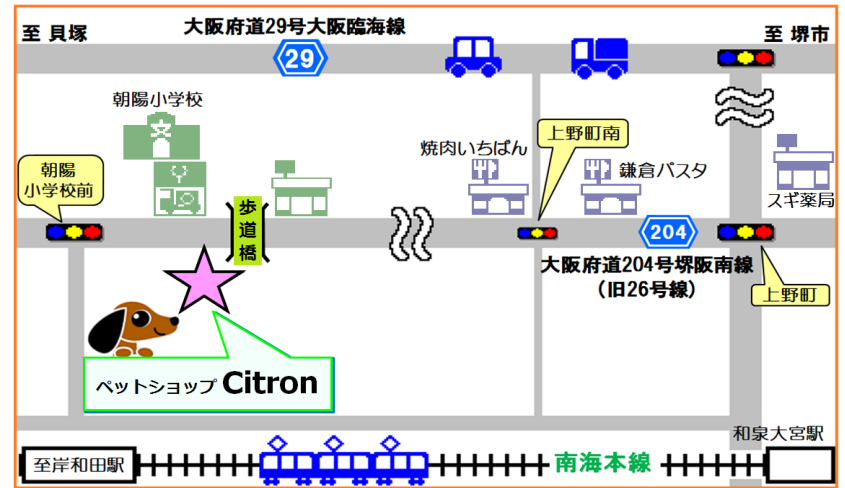 至 貝塚
大阪府道29号大阪臨海線
至 堺市
29
朝陽小学校
文
焼肉いちばん
上野町南
鎌倉パスタ
スギ薬局
朝陽
小学校前
歩道橋
204
大阪府道204号堺阪南線
(旧26号線)
上野町
ペットショップ Citron
和泉大宮駅
至岸和田駅
南海本線